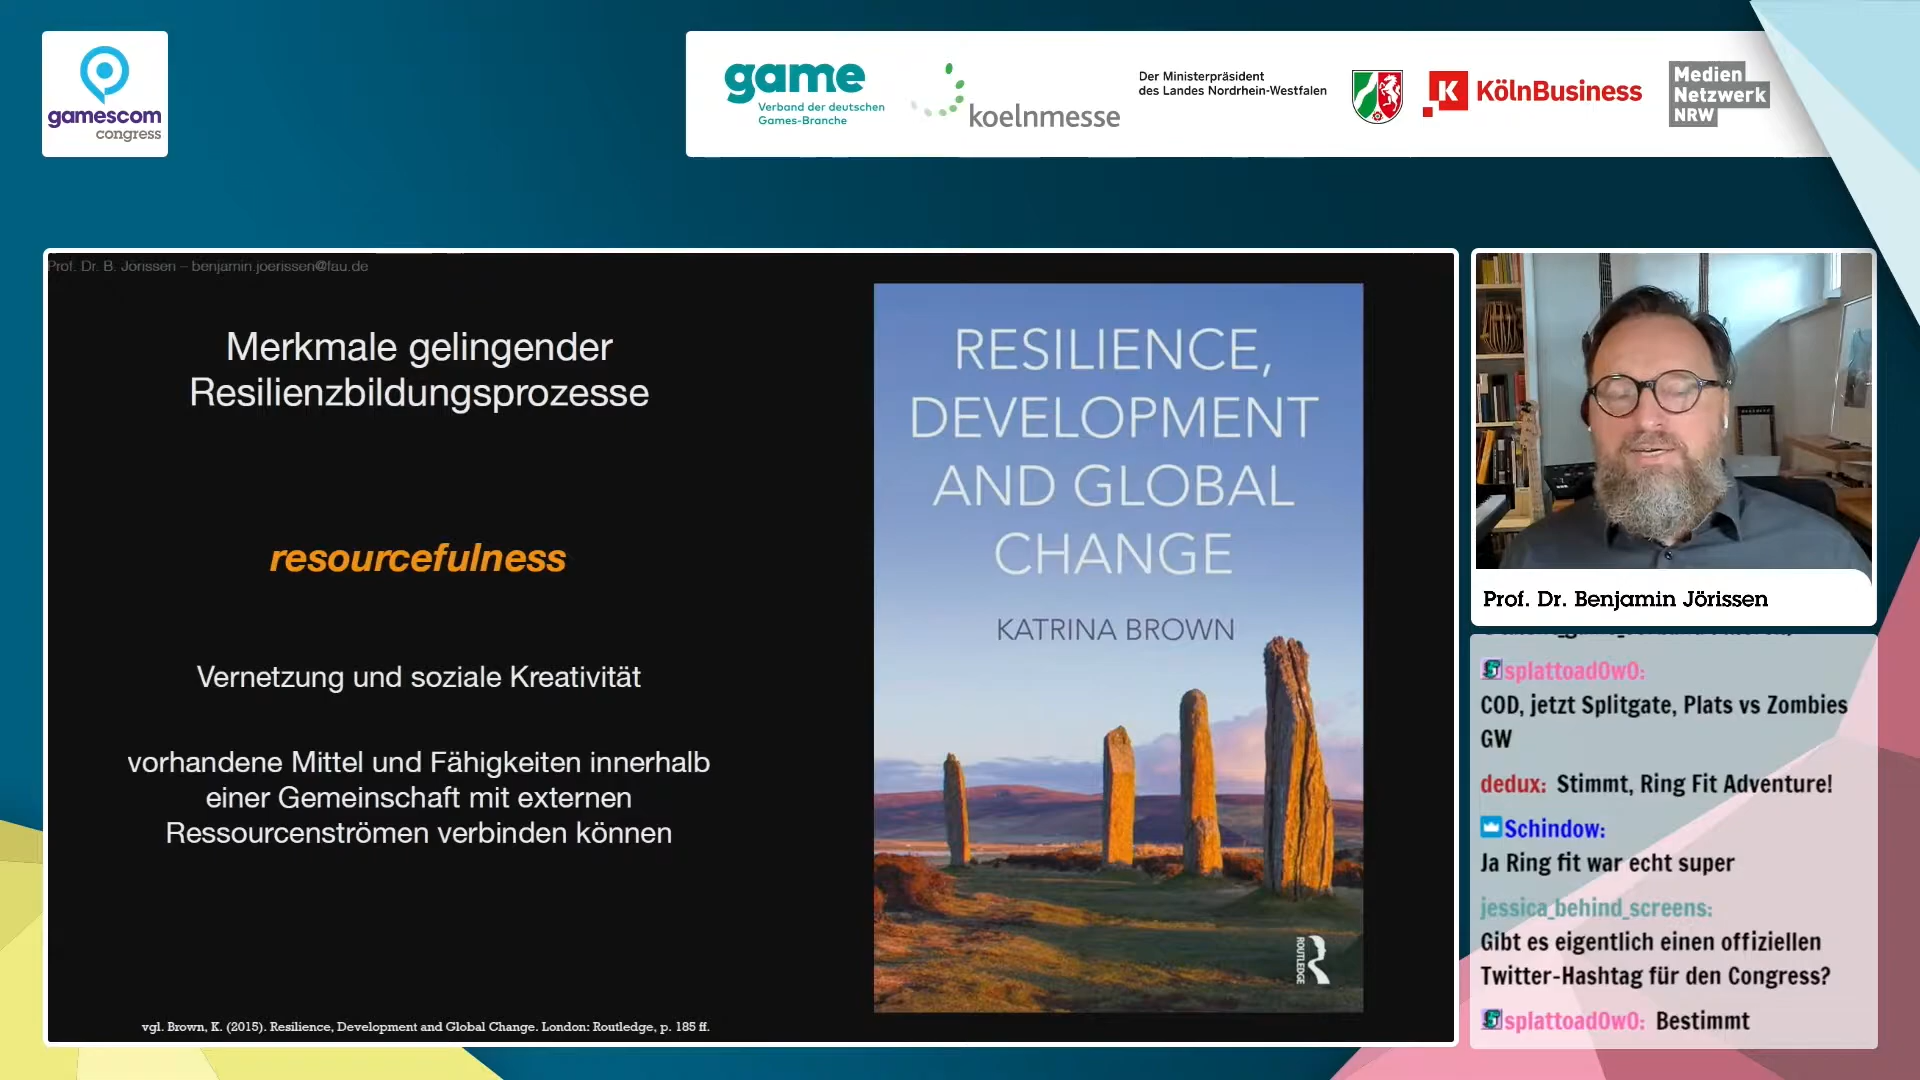 gamescom
congress
game
Verband der deutschen
Games-Branche
koelnmesse
Der Ministerpräsident
des Landes Nordrhein-Westfalen
K KölnBusiness
Medien
Netzwerk
NRW
Prof. Dr. B. Jörissen – benjamin.joerissen@fau.de
Merkmale gelingender
Resilienzbildungsprozesse
resourcefulness
Vernetzung und soziale Kreativität
vorhandene Mittel und Fähigkeiten innerhalb
einer Gemeinschaft mit externen
Ressourcenströmen verbinden können
vgl. Brown, K. (2015). Resilience, Development and Global Change. London: Routledge, p. 185 ff.
RESILIENCE,
DEVELOPMENT
AND GLOBAL
CHANGE
KATRINA BROWN
ROUTLEDGE
Prof. Dr. Benjamin Jörissen
splattoad0w0:
COD, jetzt Splitgate, Plats vs Zombies
GW
dedux: Stimmt, Ring Fit Adventure!
Schindow:
Ja Ring fit war echt super
jessica_behind_screens:
Gibt es eigentlich einen offiziellen
Twitter-Hashtag für den Congress?
splattoad0w0: Bestimmt